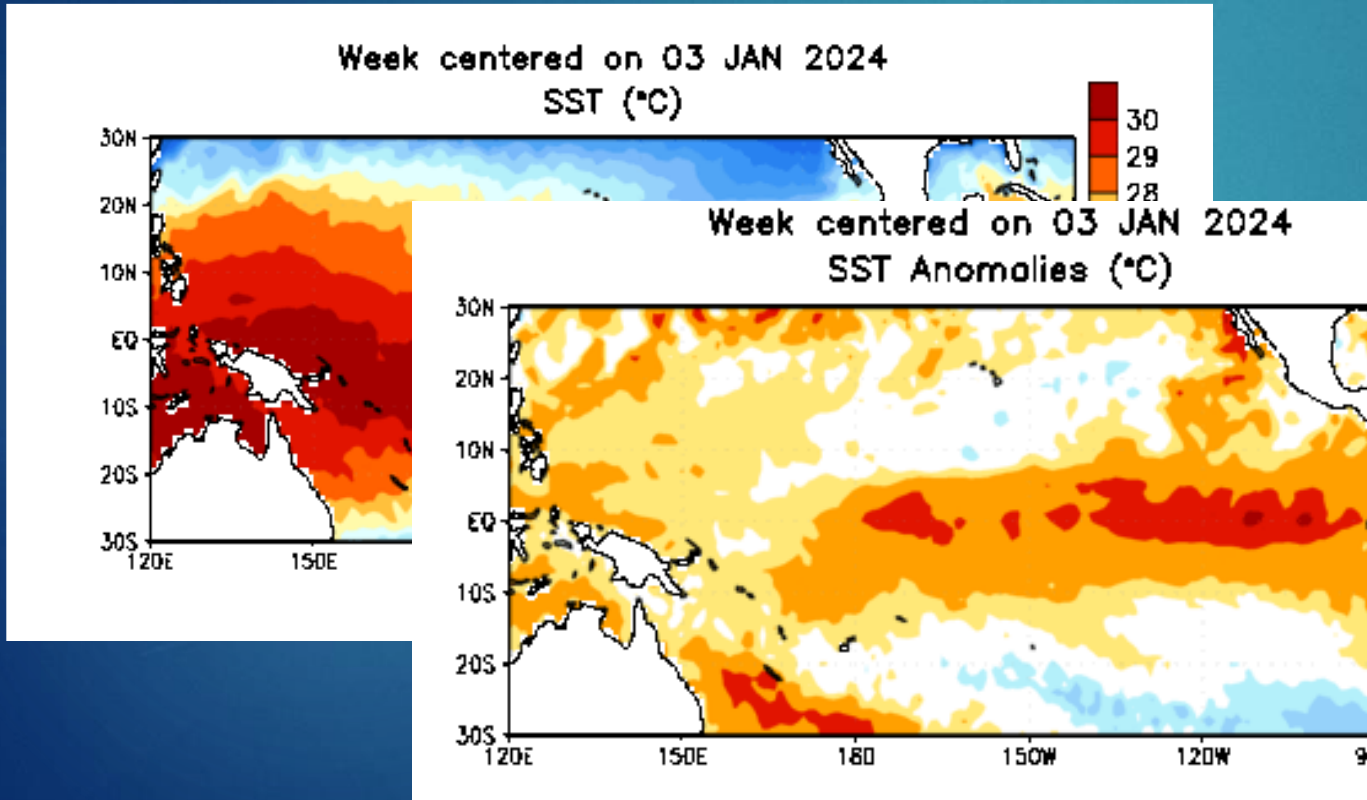 Week centered on 03 JAN 2024
SST (°C)
30
29
28
30N
20N
10N
EQ
10S
20S
30S
120E 150E
Week centered on 03 JAN 2024
SST Anomalies (°C)
30N
20N
10N
EQ
10S
20S
30S
120E 150E 180 150W 120W 9